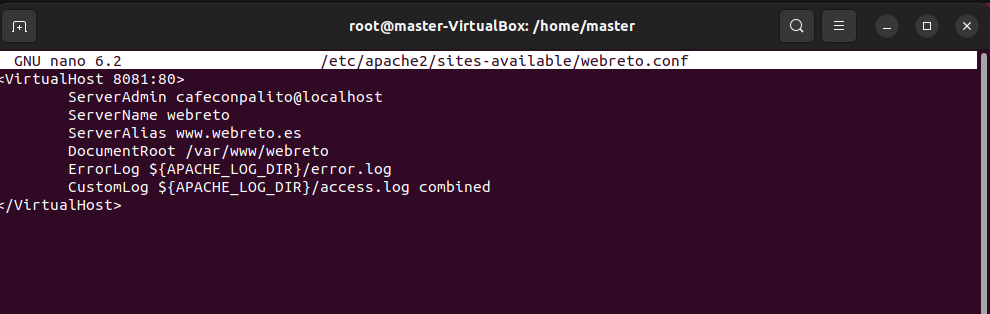 root@master-VirtualBox: /home/master
GNU nano 6.2 /etc/apache2/sites-available/webreto.conf
<VirtualHost 8081:80>
ServerAdmin cafeconpalito@localhost
ServerName webreto
ServerAlias www.webreto.es
DocumentRoot /var/www/webreto
ErrorLog ${APACHE_LOG_DIR}/error.log
CustomLog ${APACHE_LOG_DIR}/access.log combined
</VirtualHost>